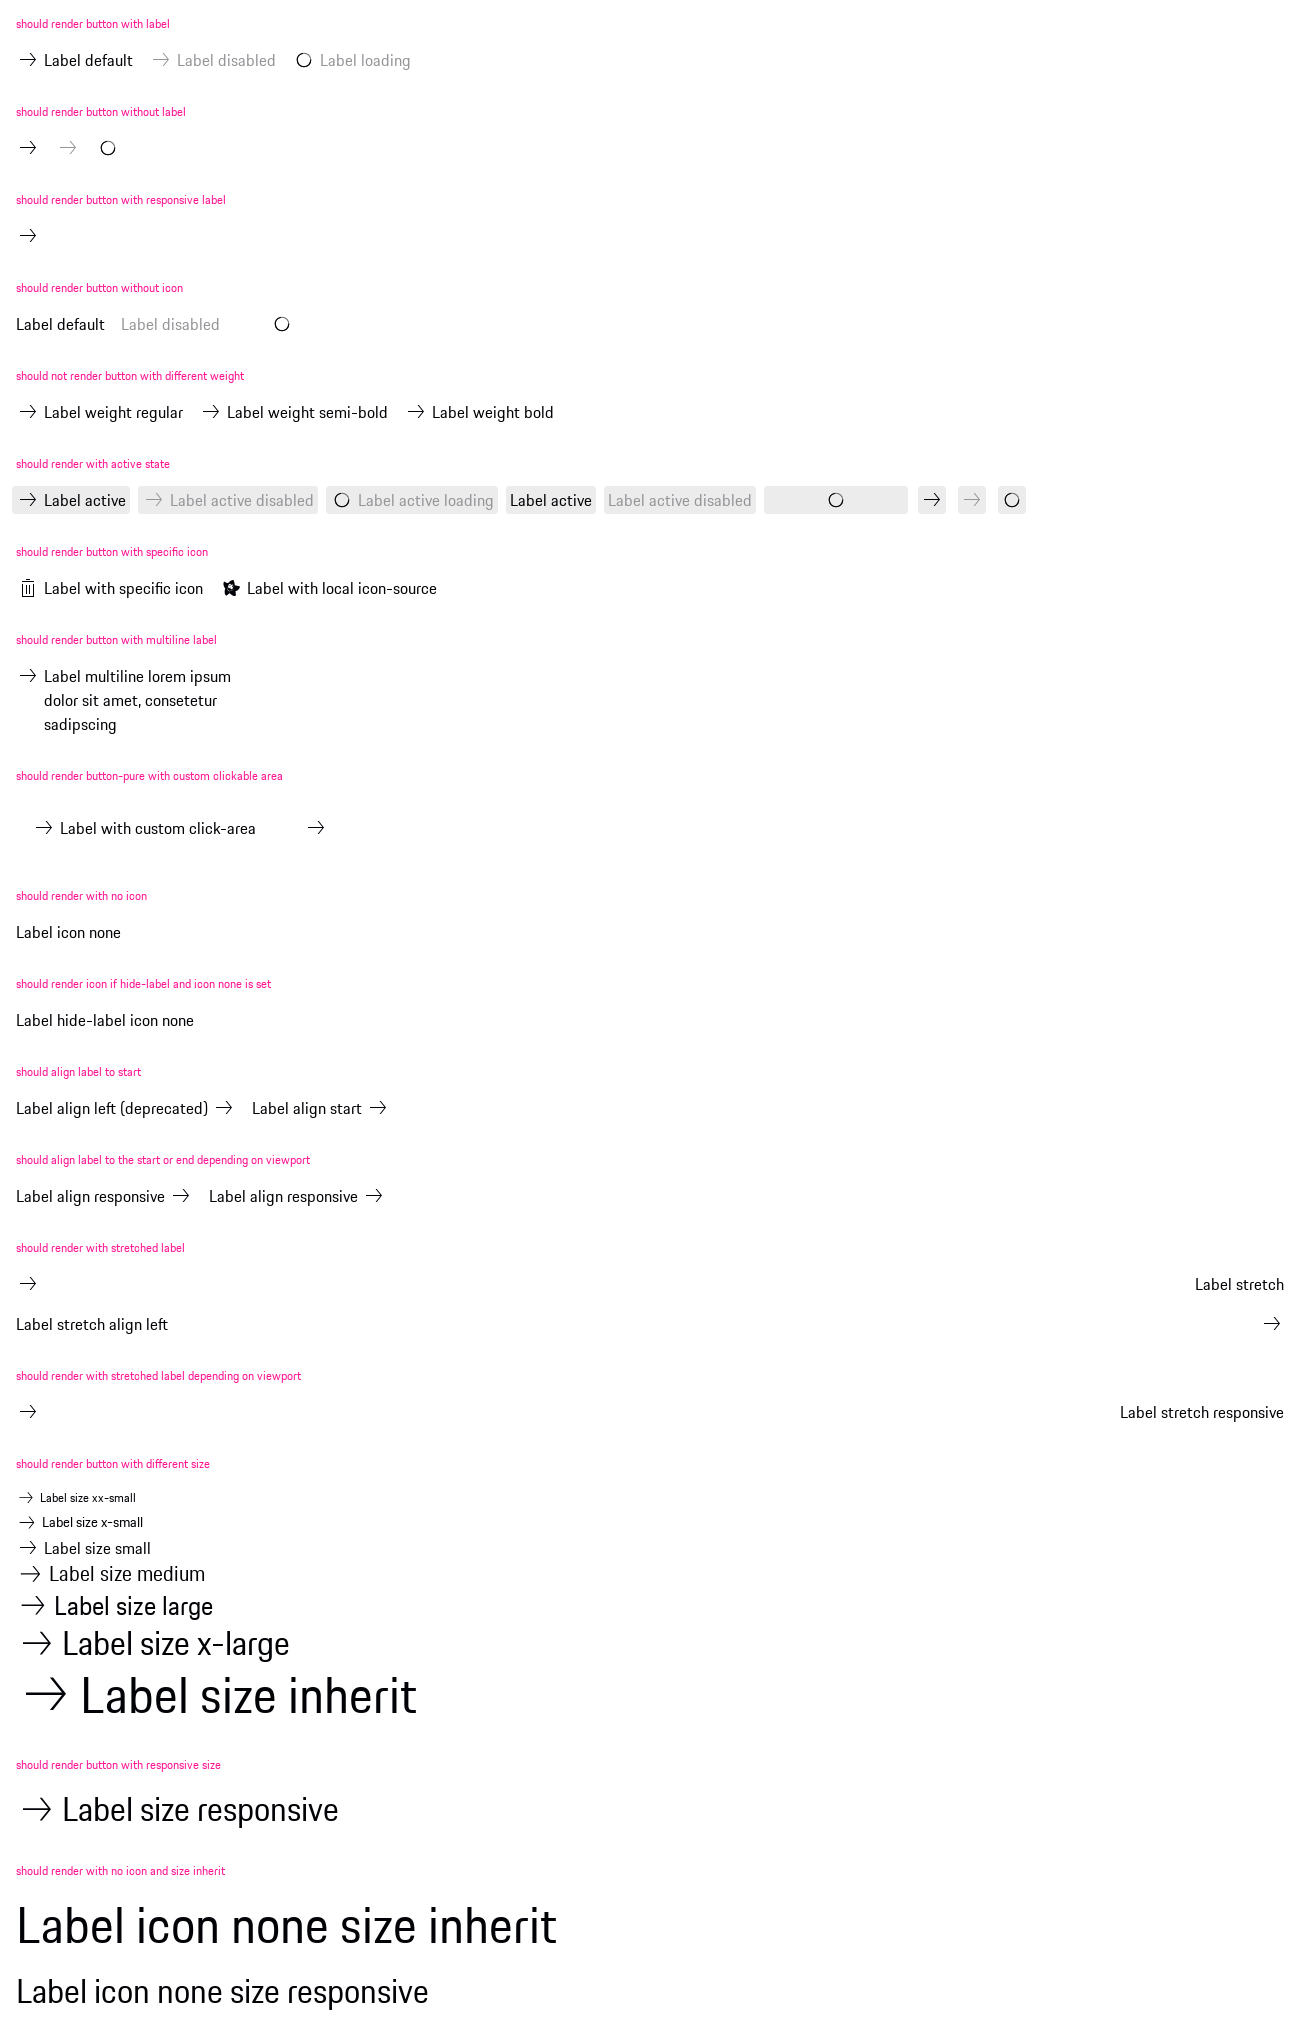 should render button with label
Label default Label disabled Label loading
should render button without label
should render button with responsive label
should render button without icon
Label default Label disabled
should not render button with different weight
Label weight regular Label weight semi-bold Label weight bold
should render with active state
Label active Label active disabled Label active loading Label active Label active disabled
should render button with specific icon
Label with specific icon Label with local icon-source
should render button with multiline label
Label multiline lorem ipsum
dolor sit amet, consetetur
sadipscing
should render button-pure with custom clickable area
Label with custom click-area
should render with no icon
Label icon none
should render icon if hide-label and icon none is set
Label hide-label icon none
should align label to start
Label align left (deprecated) Label align start
should align label to the start or end depending on viewport
Label align responsive Label align responsive
should render with stretched label
Label stretch
Label stretch align left
should render with stretched label depending on viewport
Label stretch responsive
should render button with different size
Label size xx-small
Label size x-small
Label size small
Label size medium
Label size large
Label size x-large
Label size inherit
should render button with responsive size
Label size responsive
should render with no icon and size inherit
Label icon none size inherit
Label icon none size responsive